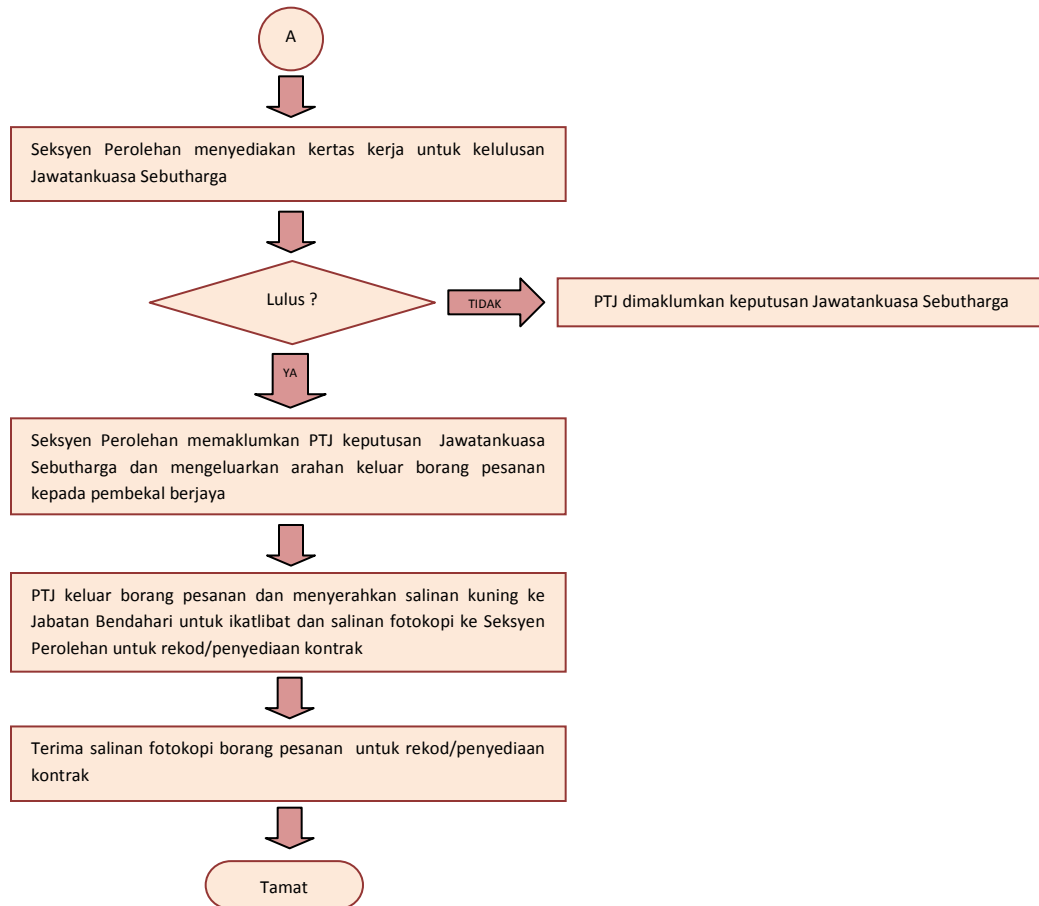 A
Seksyen Perolehan menyediakan kertas kerja untuk kelulusan
Jawatankuasa Sebutharga
Lulus ?
TIDAK
PTJ dimaklumkan keputusan Jawatankuasa Sebutharga
YA
Seksyen Perolehan memaklumkan PTJ keputusan Jawatankuasa
Sebutharga dan mengeluarkan arahan keluar borang pesanan
kepada pembekal berjaya
PTJ keluar borang pesanan dan menyerahkan salinan kuning ke
Jabatan Bendahari untuk ikatlibat dan salinan fotokopi ke Seksyen
Perolehan untuk rekod/penyediaan kontrak
Terima salinan fotokopi borang pesanan untuk rekod/penyediaan
kontrak
Tamat